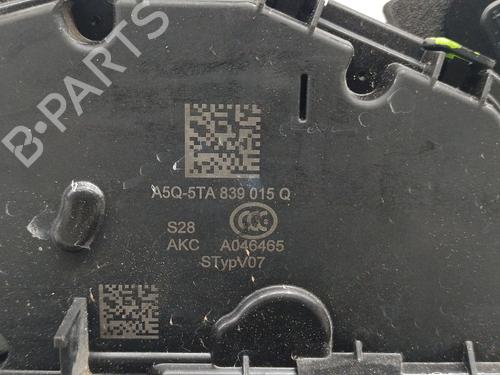 B-PARTS
A5Q-5TA 839 015 Q
S28
AKC A046465
STypV07